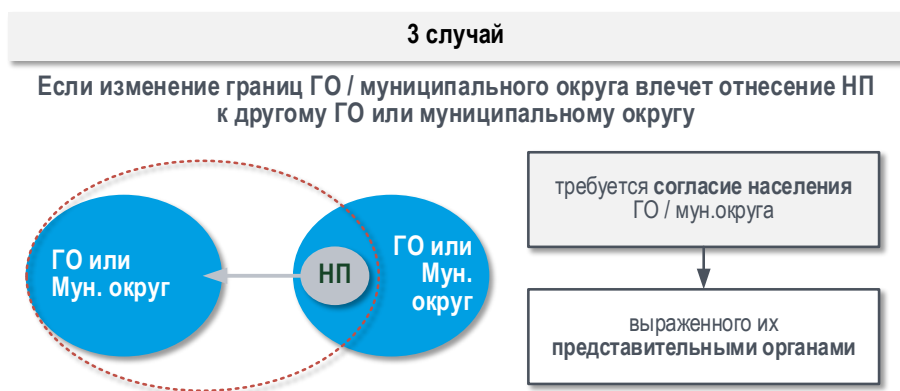 3 случай
Если изменение границ ГО / муниципального округа влечет отнесение НП
к другому ГО или муниципальному округу
ГО или
Мун. округ
НП
ГО или
Мун.
округ
требуется согласие населения
ГО / мун.округа
выраженного их
представительными органами